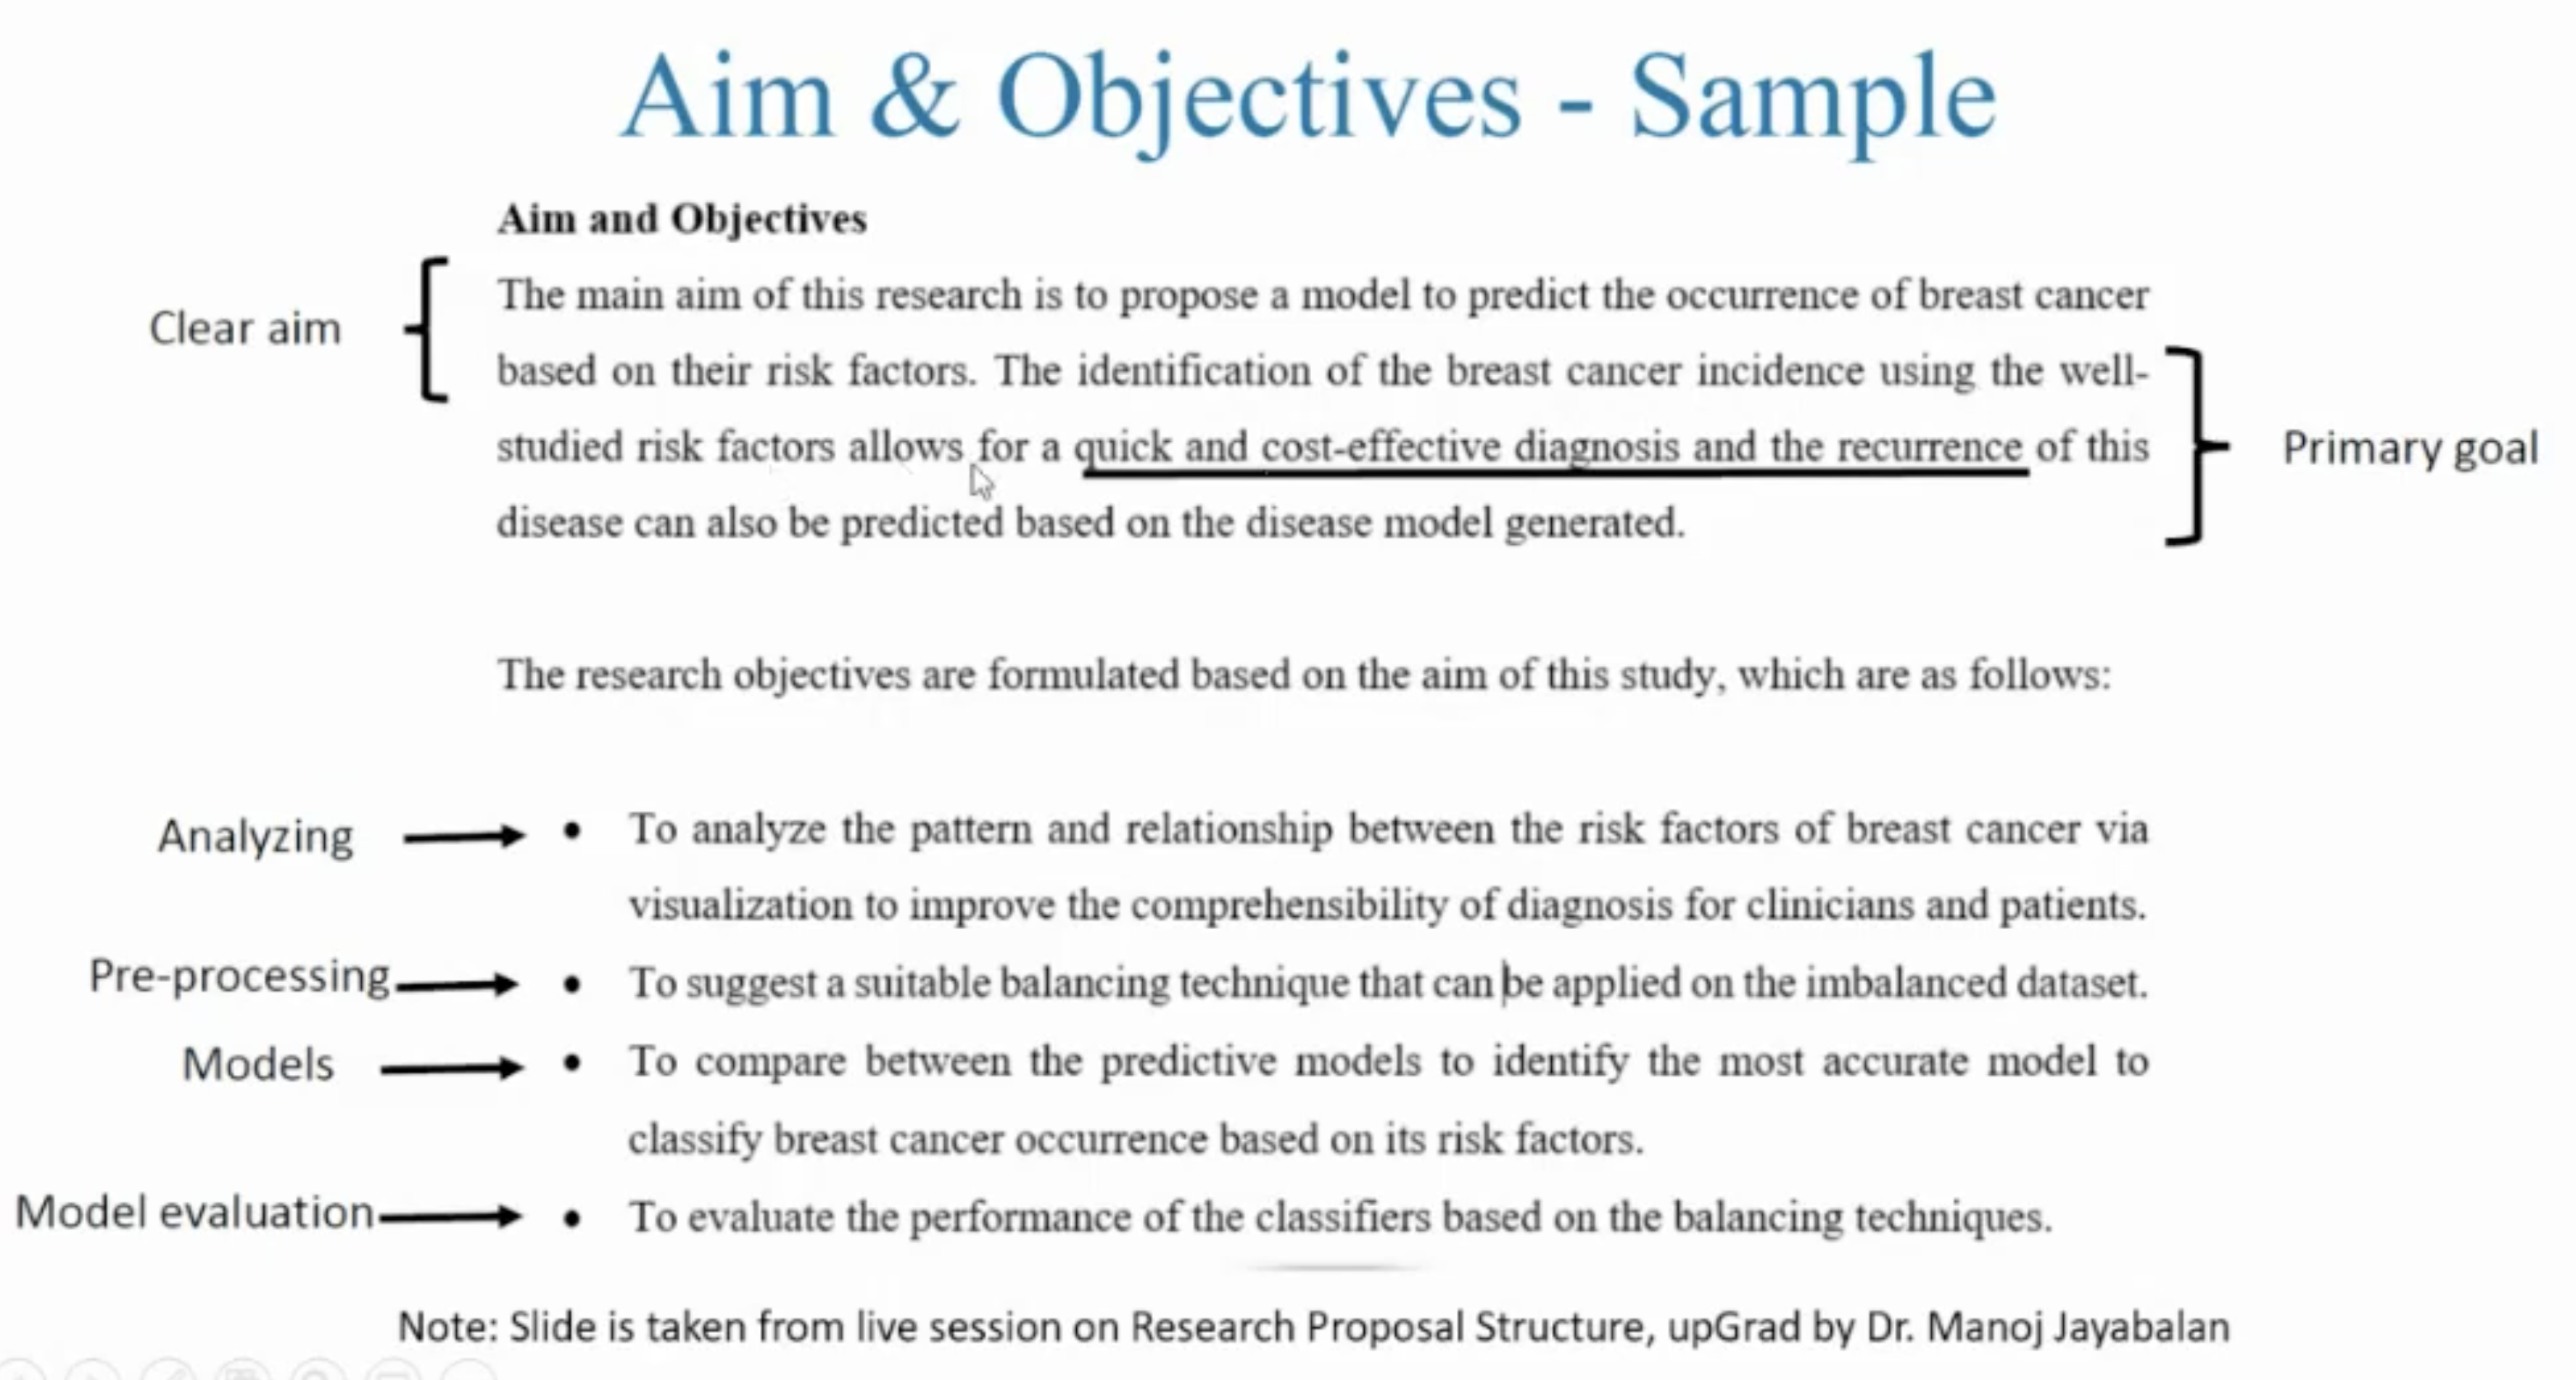 Aim & Objectives - Sample
Aim and Objectives
Clear aim
The main aim of this research is to propose a model to predict the occurrence of breast cancer
based on their risk factors. The identification of the breast cancer incidence using the well-
studied risk factors allows for a quick and cost-effective diagnosis and the recurrence of this
disease can also be predicted based on the disease model generated.
Primary goal
The research objectives are formulated based on the aim of this study, which are as follows:
Analyzing
• To analyze the pattern and relationship between the risk factors of breast cancer via
visualization to improve the comprehensibility of diagnosis for clinicians and patients.
Pre-processing
• To suggest a suitable balancing technique that can be applied on the imbalanced dataset.
Models
• To compare between the predictive models to identify the most accurate model to
classify breast cancer occurrence based on its risk factors.
Model evaluation
• To evaluate the performance of the classifiers based on the balancing techniques.
Note: Slide is taken from live session on Research Proposal Structure, upGrad by Dr. Manoj Jayabalan